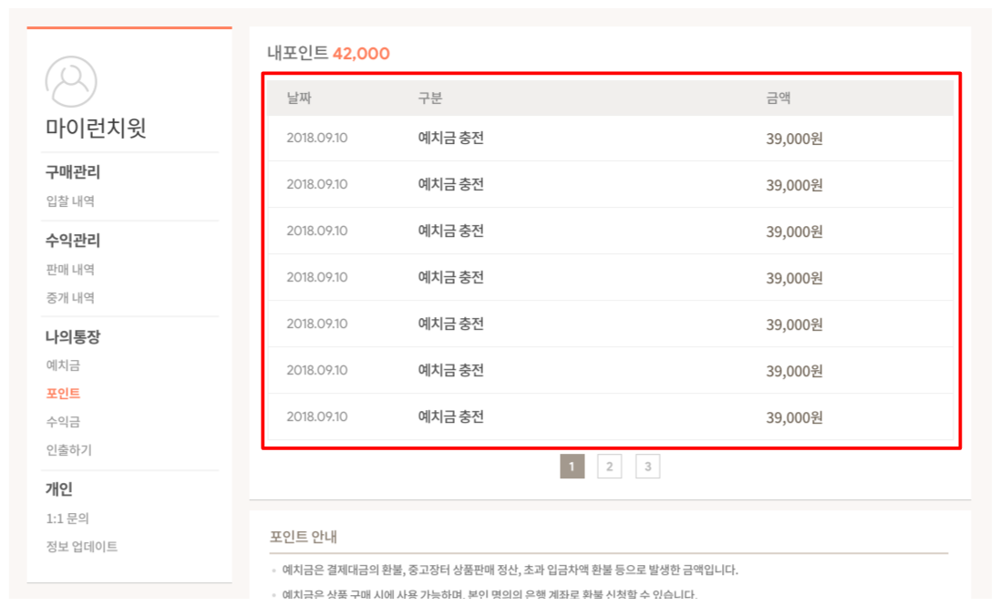 마이런치윗
구매관리
입찰 내역
수익관리
판매 내역
중개 내역
나의통장
예치금
포인트
수익금
인출하기
개인
1:1 문의
정보 업데이트
내포인트 42,000
날짜 구분 금액
2018.09.10 예치금 충전 39,000원
2018.09.10 예치금 충전 39,000원
2018.09.10 예치금 충전 39,000원
2018.09.10 예치금 충전 39,000원
2018.09.10 예치금 충전 39,000원
2018.09.10 예치금 충전 39,000원
2018.09.10 예치금 충전 39,000원
1 2 3
포인트 안내
예치금은 결제대금의 환불, 중고장터 상품판매 정산, 초과 입금차액 환불 등으로 발생한 금액입니다.
예치금은 상품 구매 시에 사용 가능하며, 본인 명의의 은행 계좌로 환불 신청할 수 있습니다.